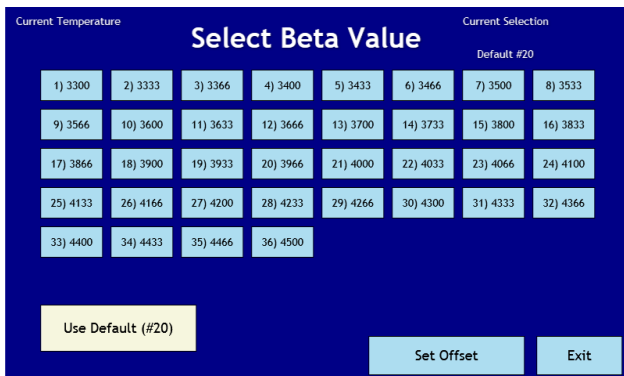 Current Temperature
Select Beta Value
Current Selection
Default #20
1) 3300 2) 3333 3) 3366 4) 3400 5) 3433 6) 3466 7) 3500 8) 3533
9) 3566 10) 3600 11) 3633 12) 3666 13) 3700 14) 3733 15) 3800 16) 3833
17) 3866 18) 3900 19) 3933 20) 3966 21) 4000 22) 4033 23) 4066 24) 4100
25) 4133 26) 4166 27) 4200 28) 4233 29) 4266 30) 4300 31) 4333 32) 4366
33) 4400 34) 4433 35) 4466 36) 4500
Use Default (#20)
Set Offset Exit